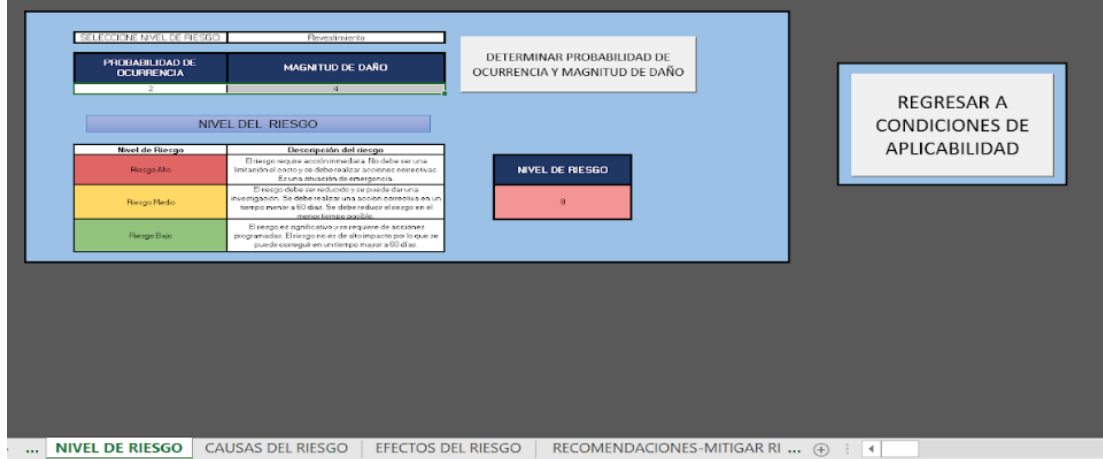 SELECCIONE NIVEL DE RIESGO Revestimiento
PROBABILIDAD DE
OCURRENCIA
MAGNITUD DE DAÑO
2 4
DETERMINAR PROBABILIDAD DE
OCURRENCIA Y MAGNITUD DE DAÑO
REGRESAR A
CONDICIONES DE
APLICABILIDAD
NIVEL DEL RIESGO
Nivel de Riesgo Descripción del riesgo
Riesgo Alto
El riesgo require acción inmediata. No debe ser una
limitación el costo y se debe realizar acciones correctivas.
Es una situación de emergencia.
Riesgo Medio
El riesgo debe ser reducido y se puede dar una
investigación. Se debe realizar una acción correctiva en un
tiempo menor a 60 días. Se debe reducir el riesgo en el
menor tiempo posible.
Riesgo Bajo
El riesgo es significativo y se requiere de acciones
programadas. El riesgo no es de alto impacto por lo que se
puede corregir en un tiempo mayor a 60 días.
NIVEL DE RIESGO
8
... NIVEL DE RIESGO CAUSAS DEL RIESGO EFECTOS DEL RIESGO RECOMENDACIONES-MITIGAR RI ...